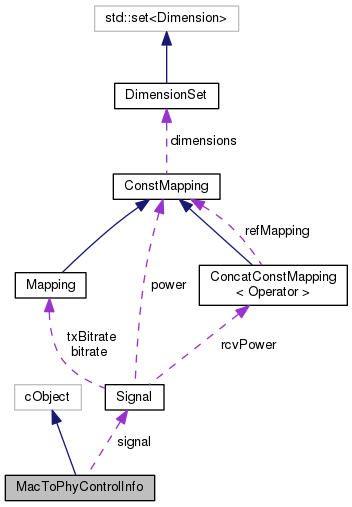 std::set<Dimension>
DimensionSet
dimensions
ConstMapping
refMapping
Mapping
power
ConcatConstMapping
< Operator >
txBitrate
bitrate
rcvPower
cObject
Signal
signal
MacToPhyControlInfo